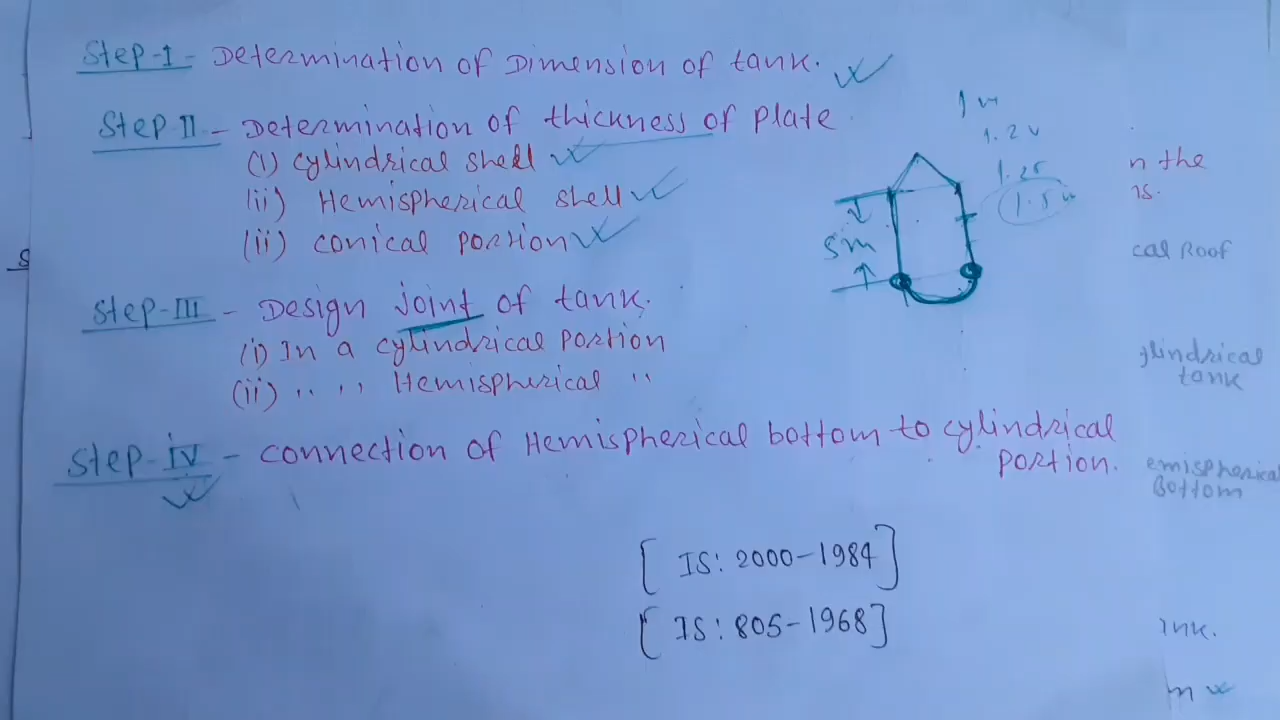 Step-I - Determination of Dimension of tank.
Step II - Determination of thickness of plate
(i) cylindrical shell
(ii) Hemispherical shell
(ii) conical portion
Step-III - Design joint of tank.
(i) In a cylindrical portion
(ii) " " Hemispherical "
Step-IV - connection of Hemispherical bottom to cylindrical
portion.
[ IS: 2000-1984]
[ IS: 805-1968]
1.2
1.25
1.5
5m
n the
is.
cal Roof
ylindrical
tank
emispherical
Bottom
ank.
m